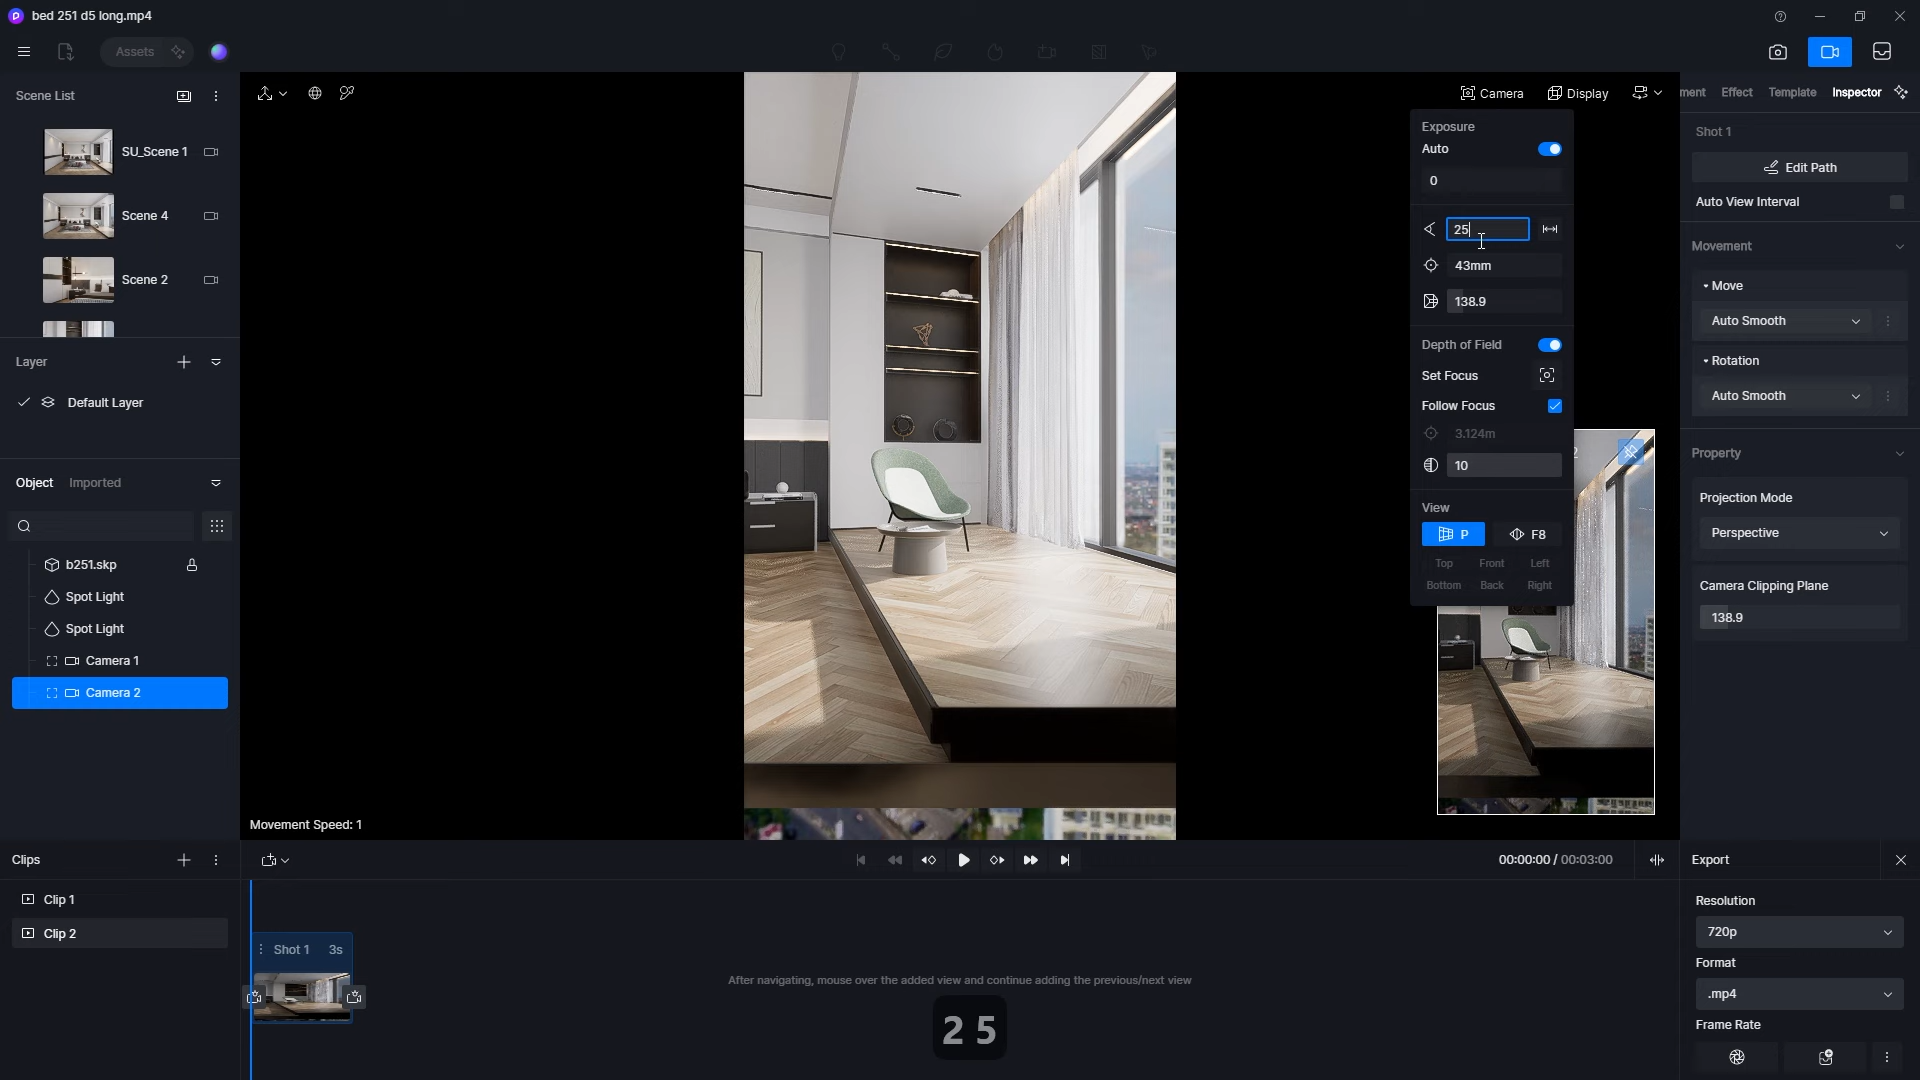 bed 251 d5 long.mp4
Assets
Scene List
SU_Scene 1
Scene 4
Scene 2
Layer
Default Layer
Object Imported
b251.skp
Spot Light
Spot Light
Camera 1
Camera 2
Camera Display
Exposure
Auto
0
25
43mm
138.9
Depth of Field
Set Focus
Follow Focus
3.124m
10
View
P F8
Top Front Left
Bottom Back Right
2
Movement Speed: 1
ment Effect Template Inspector
Shot 1
Edit Path
Auto View Interval
Movement
Move
Auto Smooth
Rotation
Auto Smooth
Property
Projection Mode
Perspective
Camera Clipping Plane
138.9
Clips
Clip 1
Clip 2
00:00:00 / 00:03:00
Shot 1 3s
After navigating, mouse over the added view and continue adding the previous/next view
2 5
Export
Resolution
720p
Format
.mp4
Frame Rate